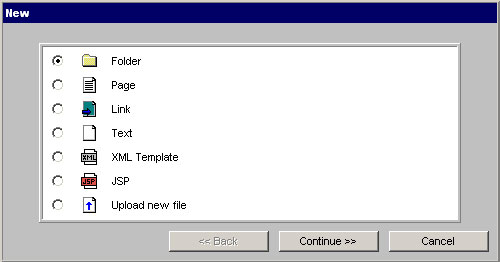 New
Folder
Page
Link
Text
XML XML Template
JSP JSP
Upload new file
<< Back Continue >> Cancel